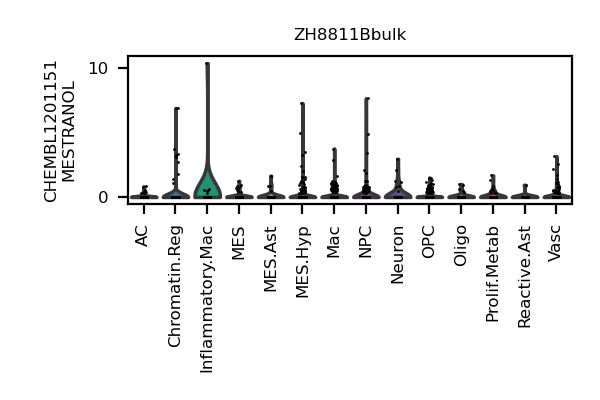 ZH8811Bbulk
CHEMBL1201151
MESTRANOL
10
0
AC
Chromatin.Reg
Inflammatory.Mac
MES
MES.Ast
MES.Hyp
Mac
NPC
Neuron
OPC
Oligo
Prolif.Metab
Reactive.Ast
Vasc